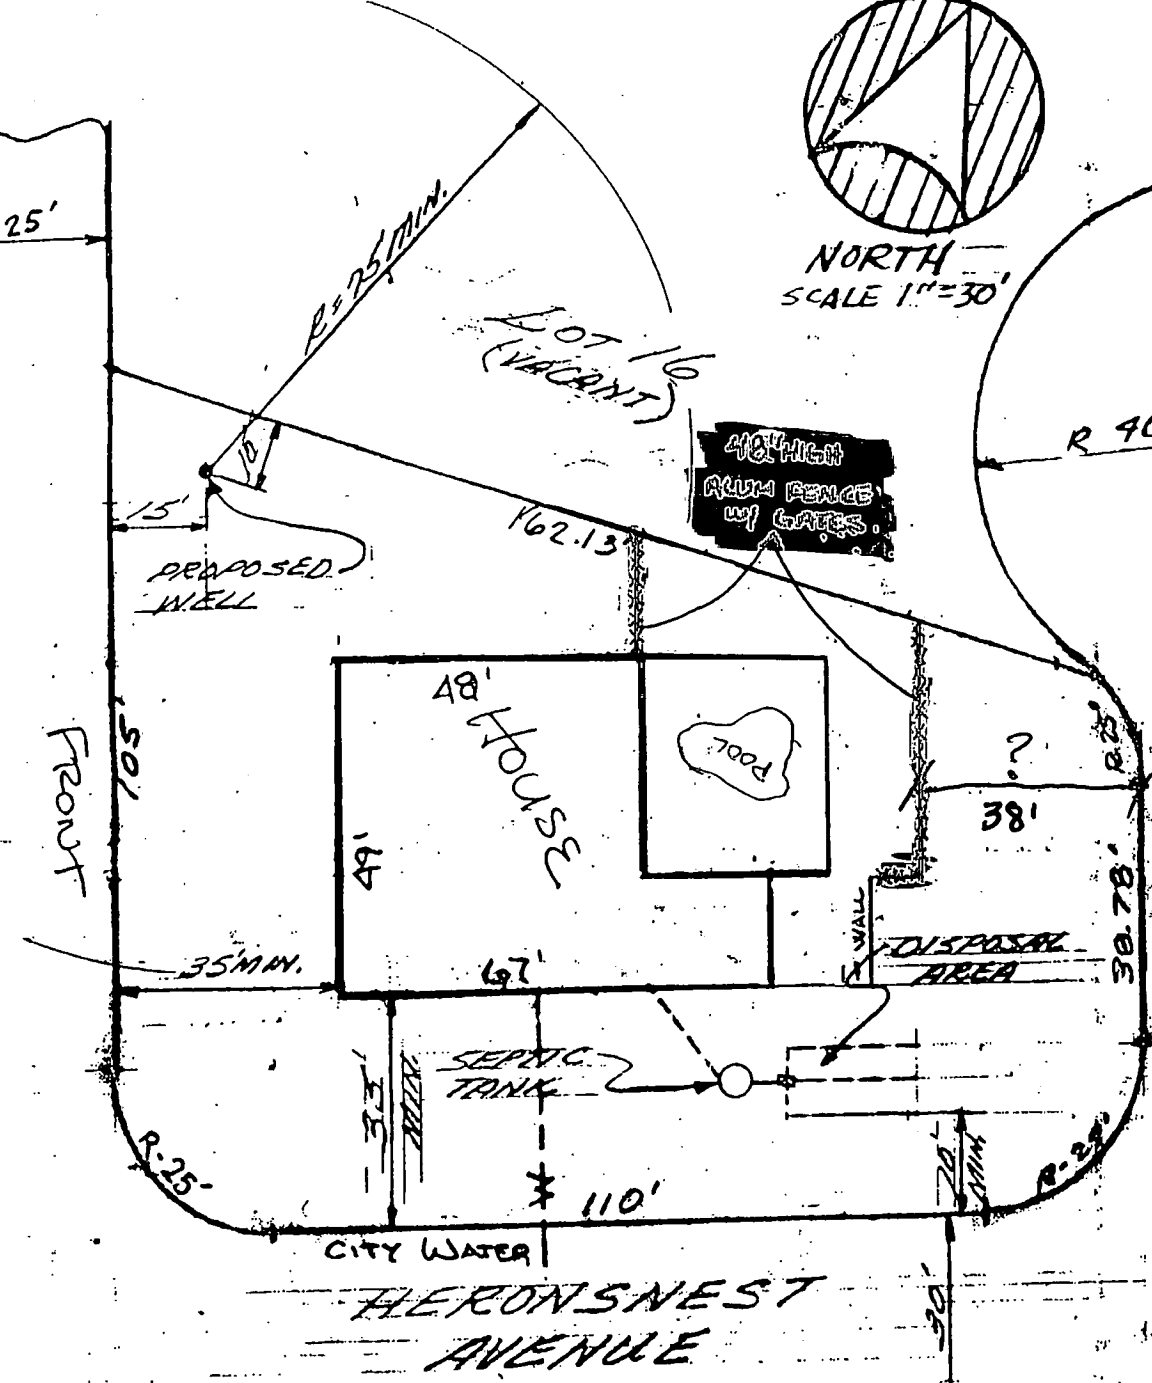 25'
R=25' MIN.
NORTH
SCALE 1"=30'
LOT 16
(VACANT)
48" HIGH
ALUM FENCE
W/ GATES
10'
15'
162.13'
PROPOSED
WELL
FRONT
105'
48'
HOUSE
49'
67'
POOL
?
38'
R-25'
38.78'
WALL
DISPOSAL
AREA
35' MIN.
33'
MIN.
SEPTIC
TANK
20'
MIN.
R-25'
110'
CITY WATER
HERONSNEST
AVENUE
30'